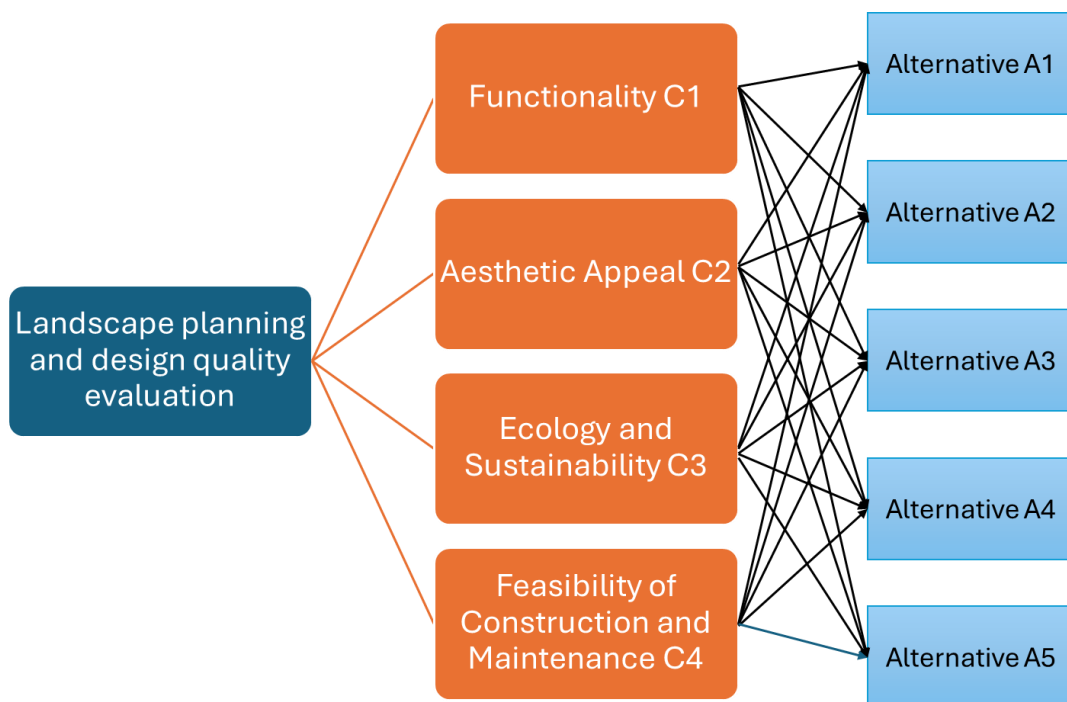 Landscape planning
and design quality
evaluation
Functionality C1
Aesthetic Appeal C2
Ecology and
Sustainability C3
Feasibility of
Construction and
Maintenance C4
Alternative A1
Alternative A2
Alternative A3
Alternative A4
Alternative A5